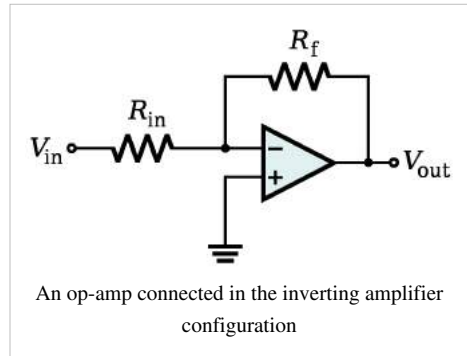 R_f
R_in
V_in
−
+
V_out
An op-amp connected in the inverting amplifier
configuration